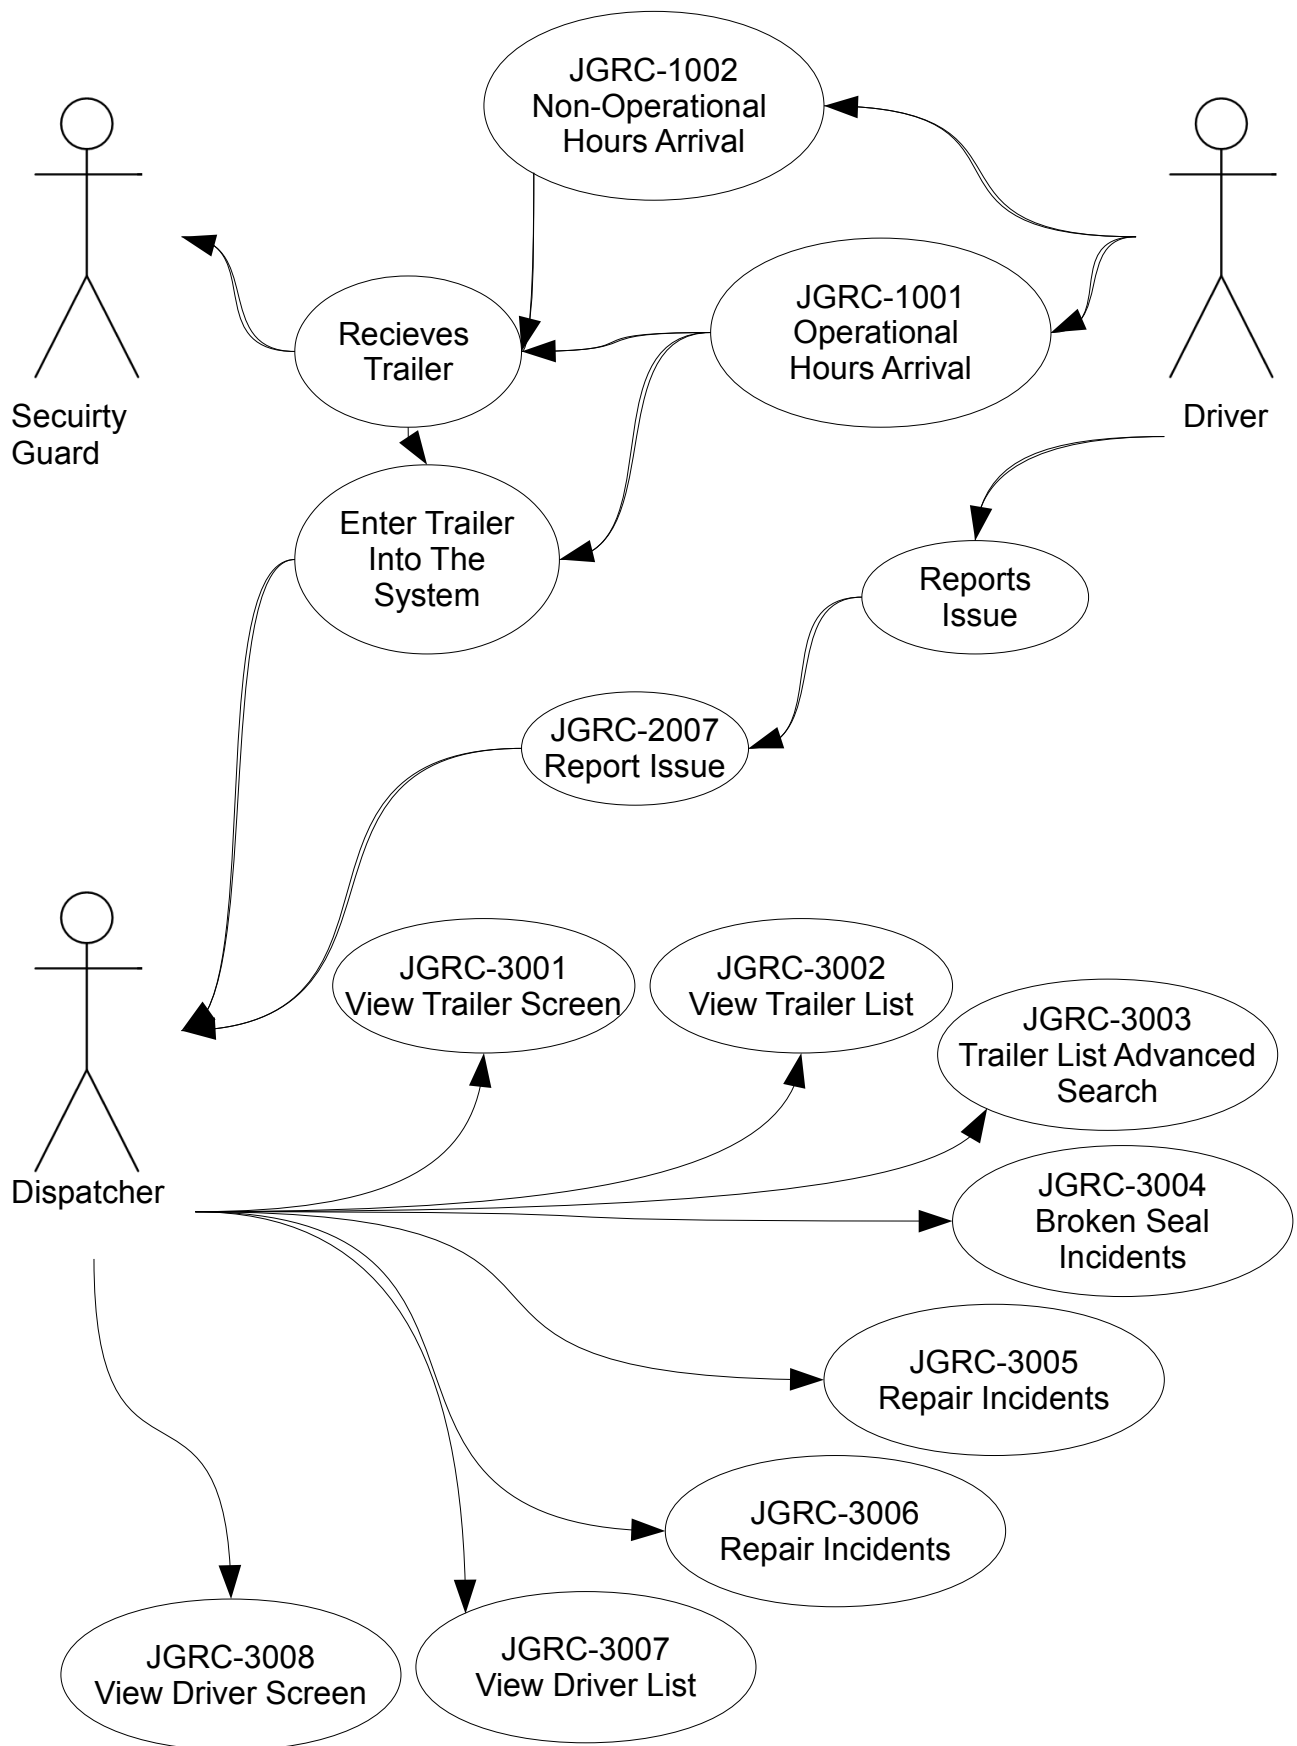 JGRC-1002
Non-Operational
Hours Arrival
JGRC-1001
Operational
Hours Arrival
Recieves
Trailer
Secuirty
Guard
Driver
Enter Trailer
Into The
System
Reports
Issue
JGRC-2007
Report Issue
JGRC-3001
View Trailer Screen
JGRC-3002
View Trailer List
JGRC-3003
Trailer List Advanced
Search
Dispatcher
JGRC-3004
Broken Seal
Incidents
JGRC-3005
Repair Incidents
JGRC-3006
Repair Incidents
JGRC-3007
View Driver List
JGRC-3008
View Driver Screen